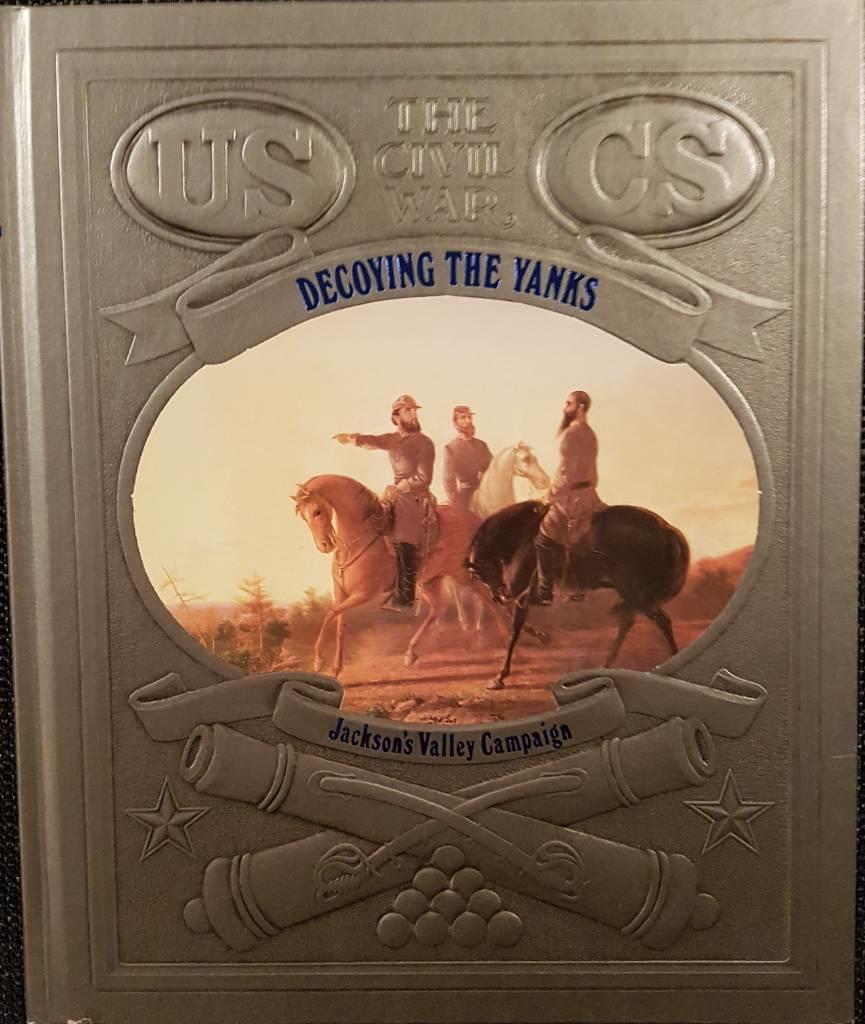 US
THE
CIVIL
WAR
CS
DECOYING THE YANKS
Jackson's Valley Campaign